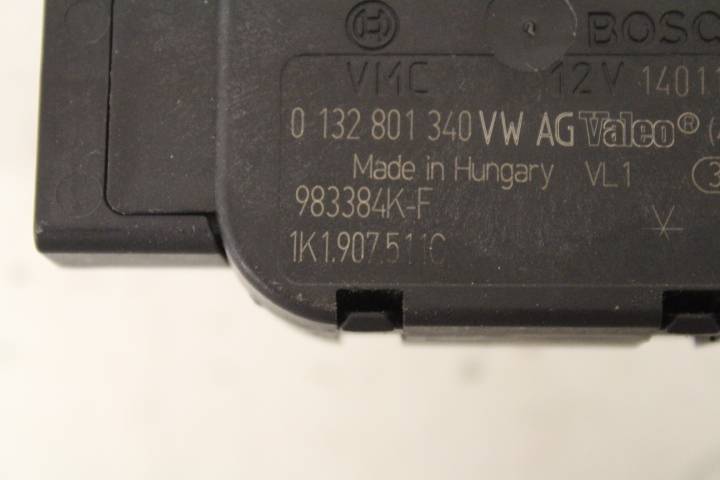 BOSC
VMC 12V 1401
0 132 801 340 VW AG Valeo® (
Made in Hungary VL1 3
983384K-F
1K1.907.511C